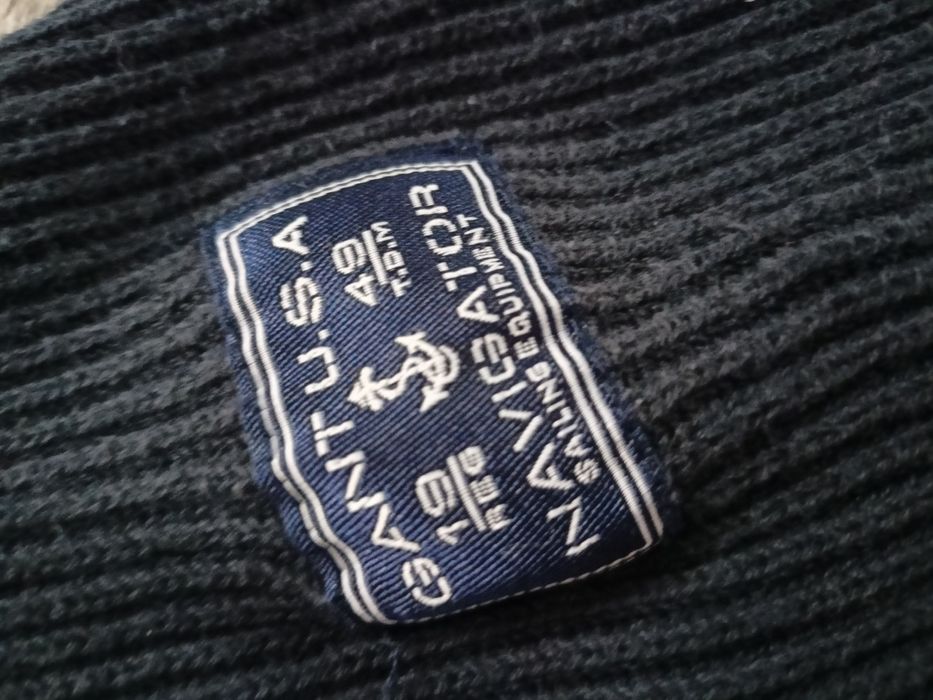 GANT U.S.A
19 49
REG T.D.M
NAVIGATOR
SAILING EQUIPMENT